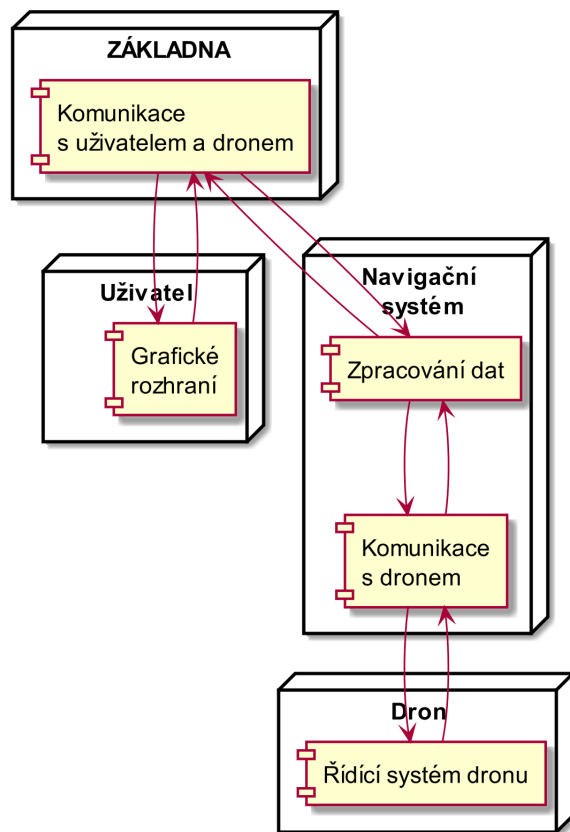 ZÁKLADNA
Komunikace
s uživatelem a dronem
Uživatel
Grafické
rozhraní
Navigační
systém
Zpracování dat
Komunikace
s dronem
Dron
Řídící systém dronu